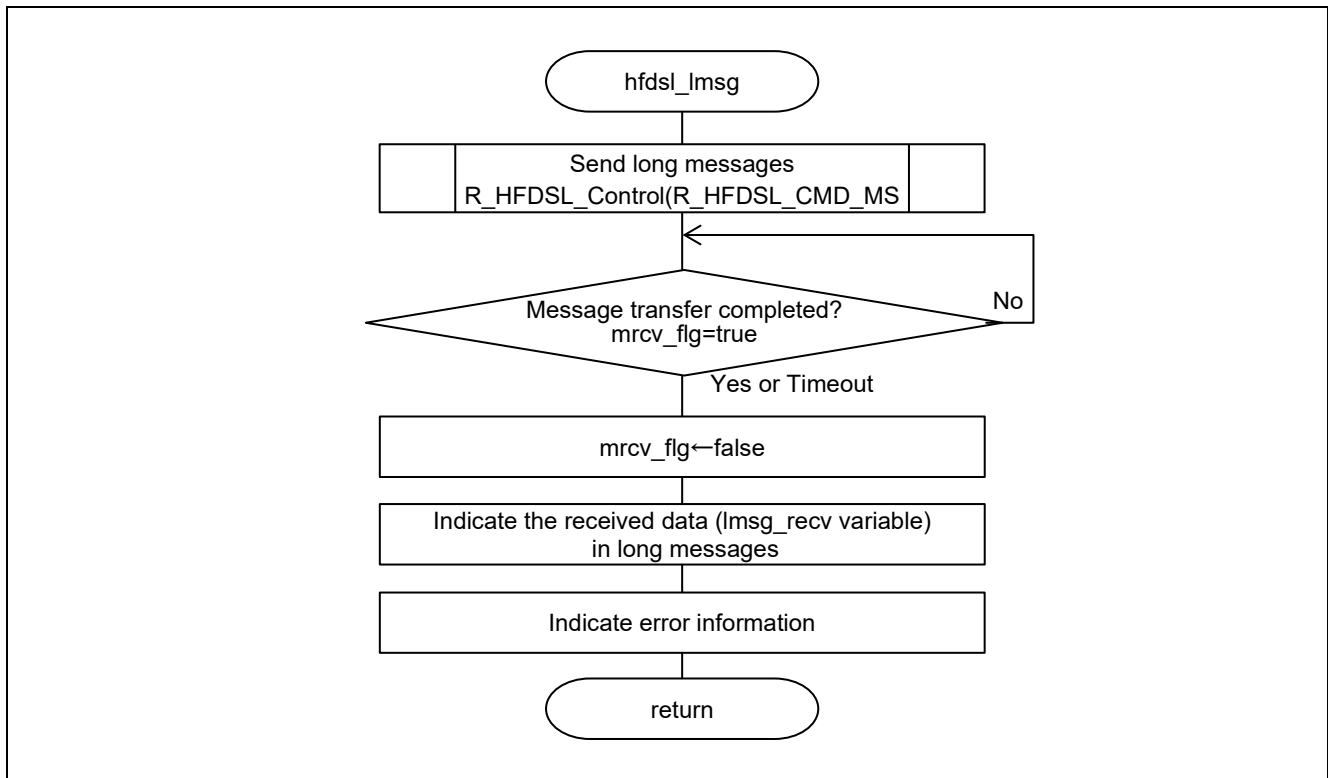 hfdsl_lmsg
Send long messages
R_HFDSL_Control(R_HFDSL_CMD_MS
Message transfer completed?
mrcv_flg=true
No
Yes or Timeout
mrcv_flg←false
Indicate the received data (lmsg_recv variable)
in long messages
Indicate error information
return